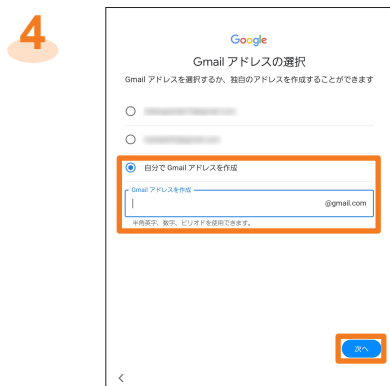 4
Google
Gmail アドレスの選択
Gmail アドレスを選択するか、独自のアドレスを作成することができます
自分で Gmail アドレスを作成
Gmail アドレスを作成
@gmail.com
半角英字、数字、ピリオドを使用できます。
次へ